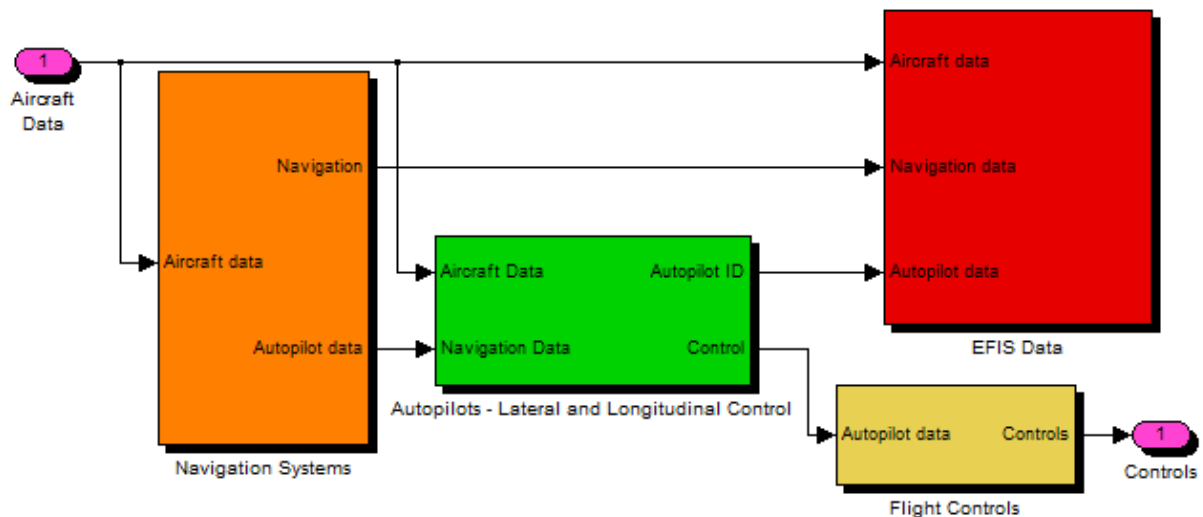 1
Aircraft
Data
Aircraft data
Navigation
Navigation data
Aircraft data
Aircraft Data
Autopilot ID
Autopilot data
Autopilot data
Navigation Data
Control
EFIS Data
Autopilots - Lateral and Longitudinal Control
Autopilot data
Controls
1
Navigation Systems
Controls
Flight Controls